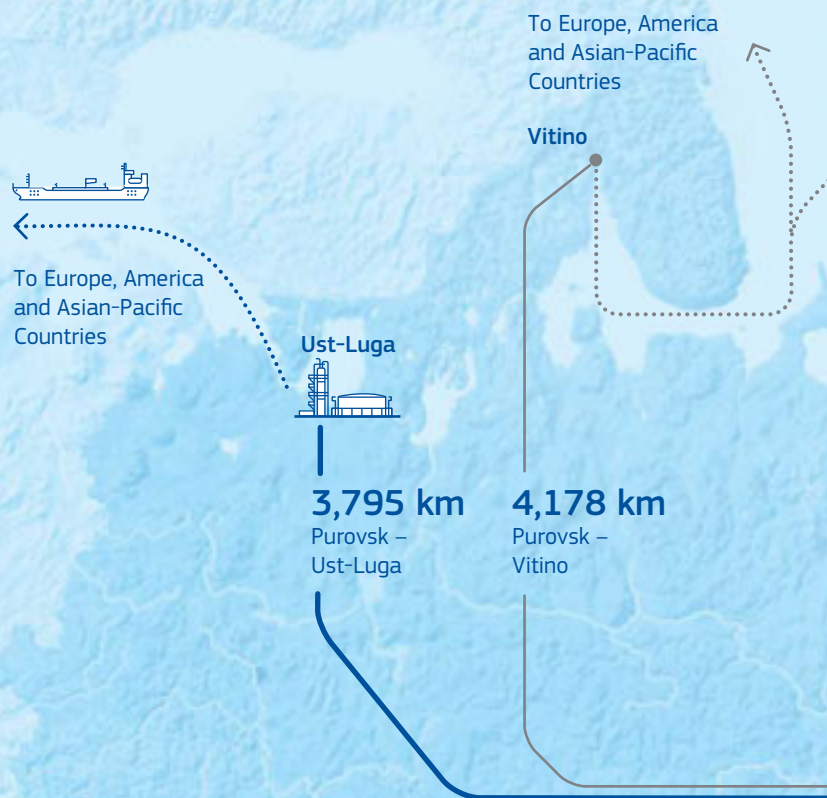 To Europe, America
and Asian-Pacific
Countries
Vitino
To Europe, America
and Asian-Pacific
Countries
Ust-Luga
3,795 km
Purovsk –
Ust-Luga
4,178 km
Purovsk –
Vitino